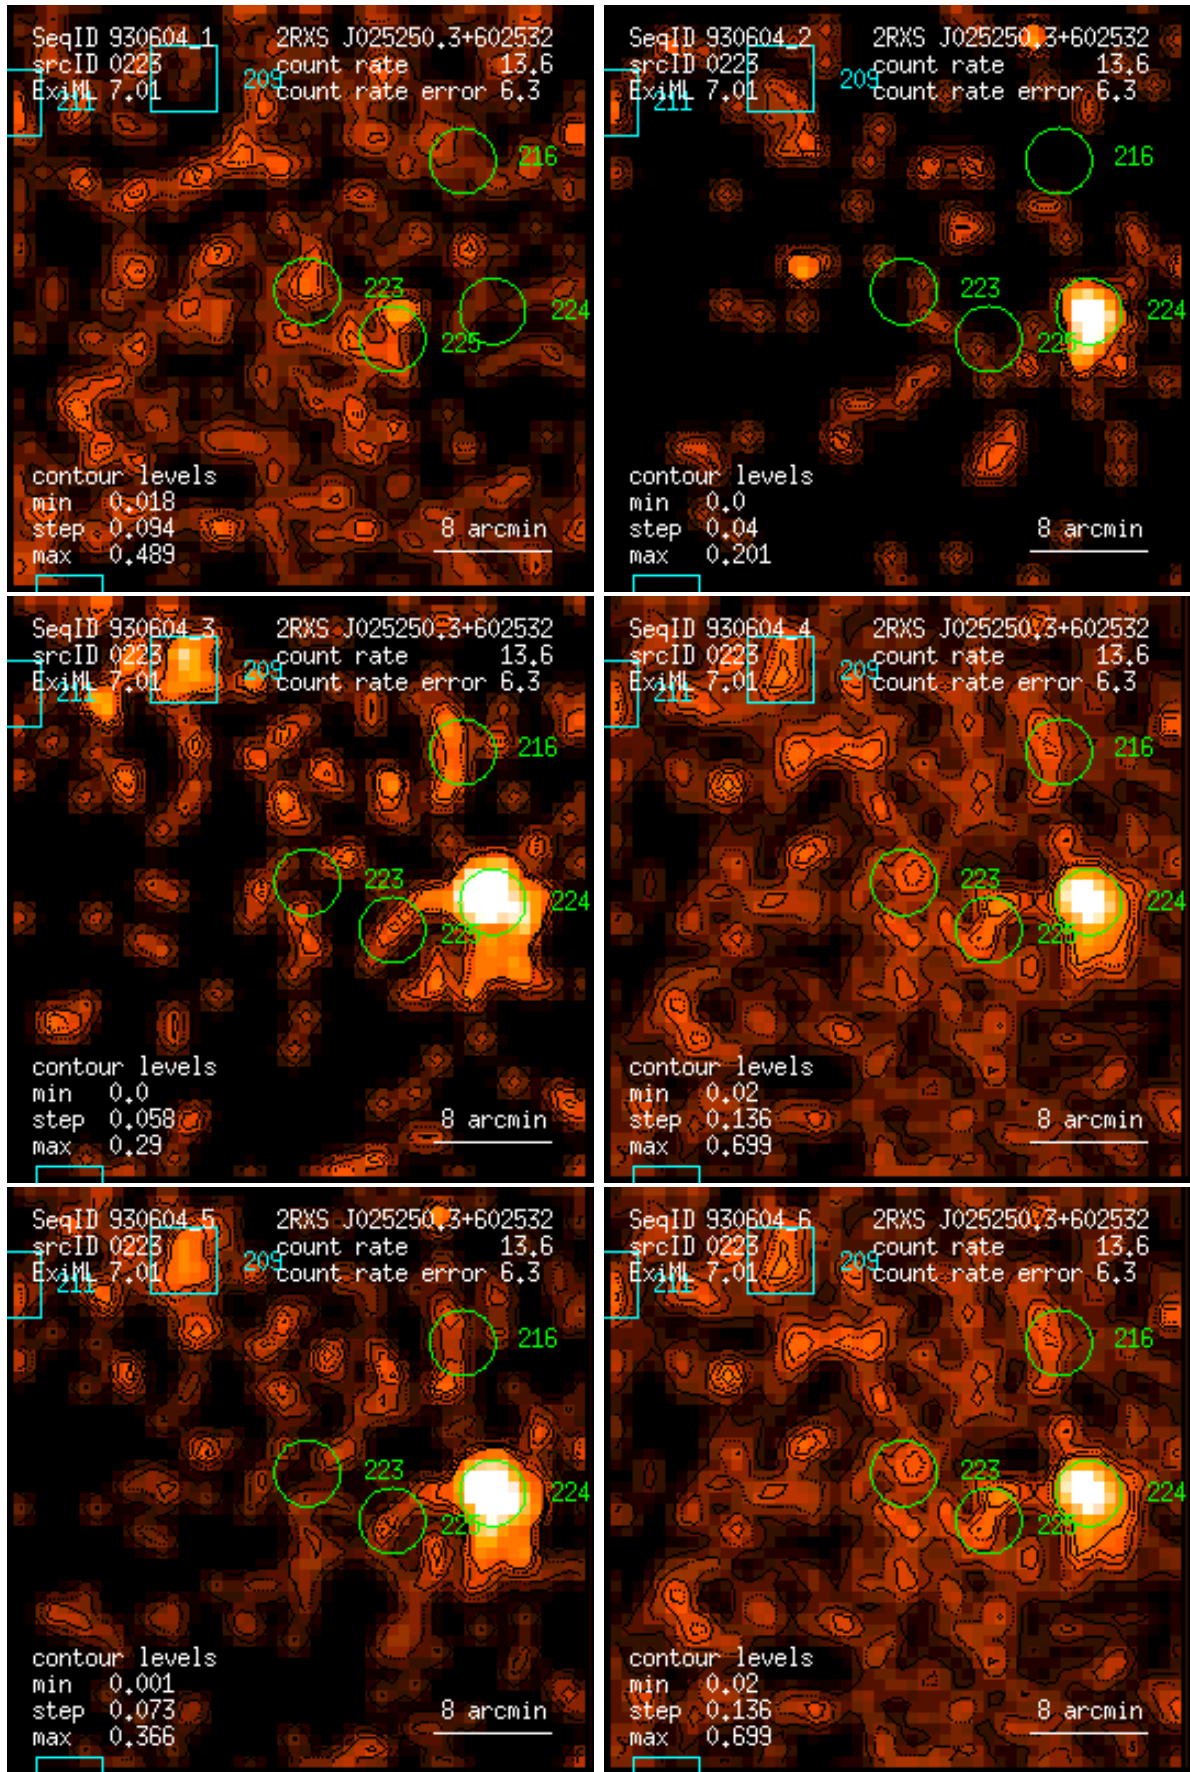 SeqID 930604_1 2RXS J025250.3+602532
srcID 0223 count rate 13.6
ExiML 7.01 count rate error 6.3
209
211
216
223
224
225
contour levels
min 0.018
step 0.094
max 0.489
8 arcmin
SeqID 930604_2 2RXS J025250.3+602532
srcID 0223 count rate 13.6
ExiML 7.01 count rate error 6.3
209
211
216
223
224
225
contour levels
min 0.0
step 0.04
max 0.201
8 arcmin
SeqID 930604_3 2RXS J025250.3+602532
srcID 0223 count rate 13.6
ExiML 7.01 count rate error 6.3
209
211
216
223
224
225
contour levels
min 0.0
step 0.058
max 0.29
8 arcmin
SeqID 930604_4 2RXS J025250.3+602532
srcID 0223 count rate 13.6
ExiML 7.01 count rate error 6.3
209
211
216
223
224
225
contour levels
min 0.02
step 0.136
max 0.699
8 arcmin
SeqID 930604_5 2RXS J025250.3+602532
srcID 0223 count rate 13.6
ExiML 7.01 count rate error 6.3
209
211
216
223
224
225
contour levels
min 0.001
step 0.073
max 0.366
8 arcmin
SeqID 930604_6 2RXS J025250.3+602532
srcID 0223 count rate 13.6
ExiML 7.01 count rate error 6.3
209
211
216
223
224
225
contour levels
min 0.02
step 0.136
max 0.699
8 arcmin